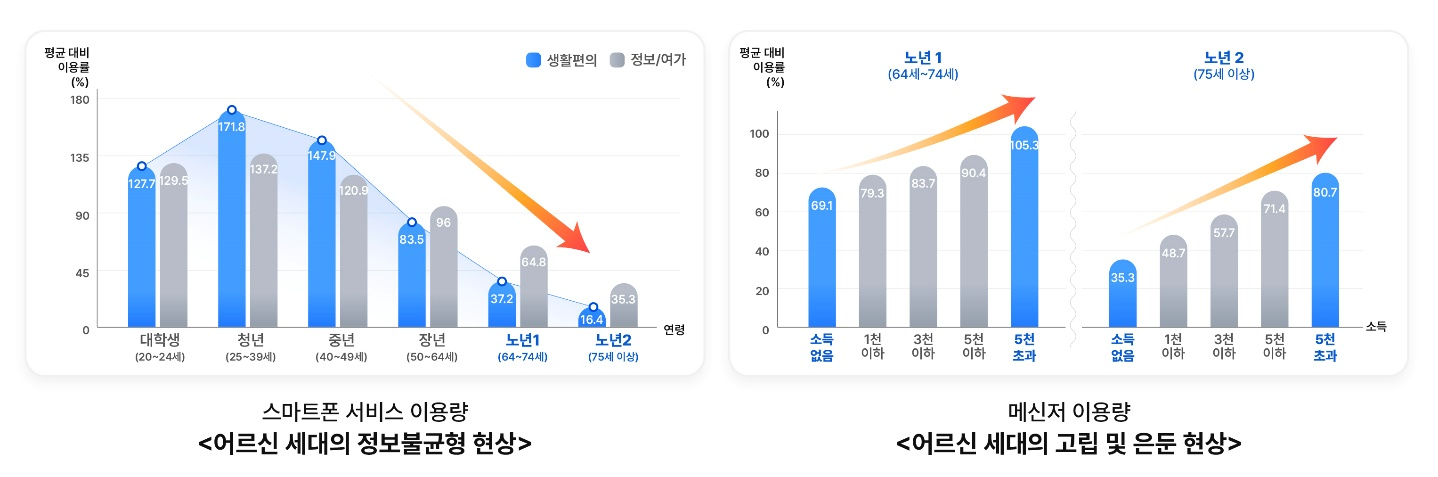 평균 대비
이용률
(%)
생활편의
정보/여가
180
135
90
45
0
127.7
129.5
171.8
137.2
147.9
120.9
83.5
96
37.2
64.8
16.4
35.3
연령
대학생
(20~24세)
청년
(25~39세)
중년
(40~49세)
장년
(50~64세)
노년1
(64~74세)
노년2
(75세 이상)
스마트폰 서비스 이용량
<어르신 세대의 정보불균형 현상>
평균 대비
이용률
(%)
노년 1
(64세~74세)
노년 2
(75세 이상)
100
80
60
40
20
0
69.1
79.3
83.7
90.4
105.3
35.3
48.7
57.7
71.4
80.7
소득
소득
없음
1천
이하
3천
이하
5천
이하
5천
초과
소득
없음
1천
이하
3천
이하
5천
이하
5천
초과
메신저 이용량
<어르신 세대의 고립 및 은둔 현상>